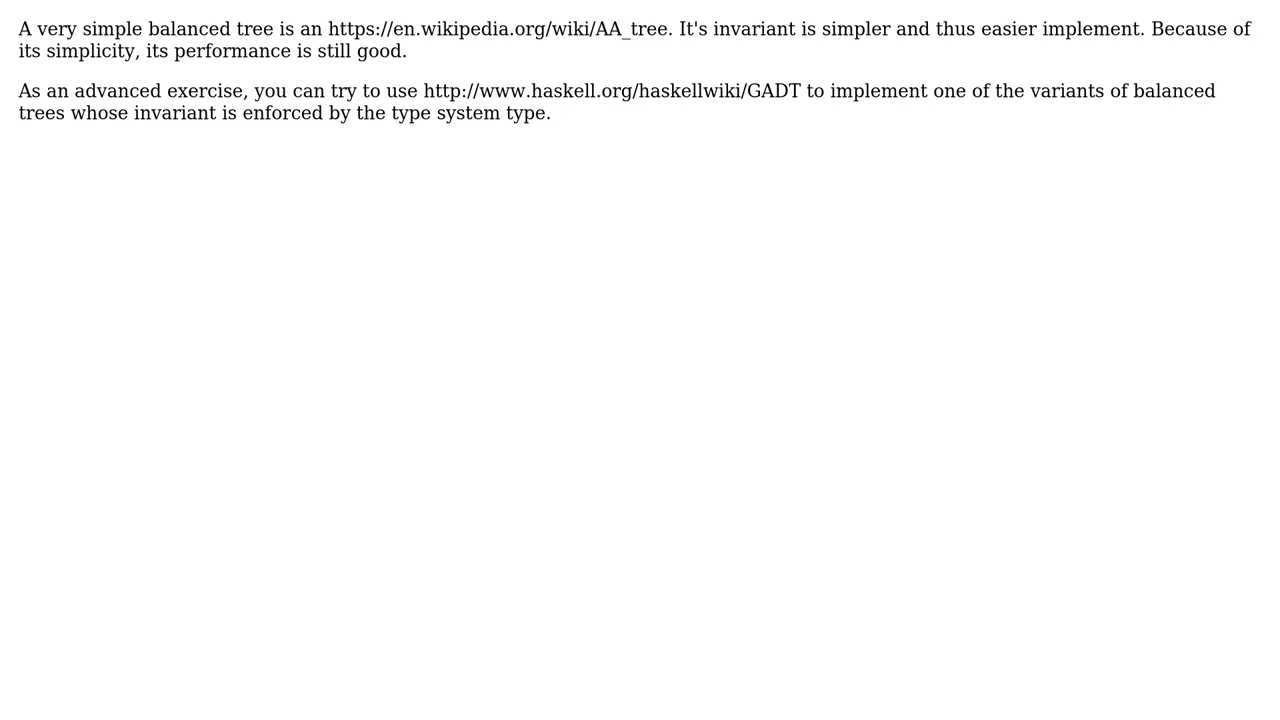 A very simple balanced tree is an https://en.wikipedia.org/wiki/AA_tree. It's invariant is simpler and thus easier implement. Because of
its simplicity, its performance is still good.
As an advanced exercise, you can try to use http://www.haskell.org/haskellwiki/GADT to implement one of the variants of balanced
trees whose invariant is enforced by the type system type.